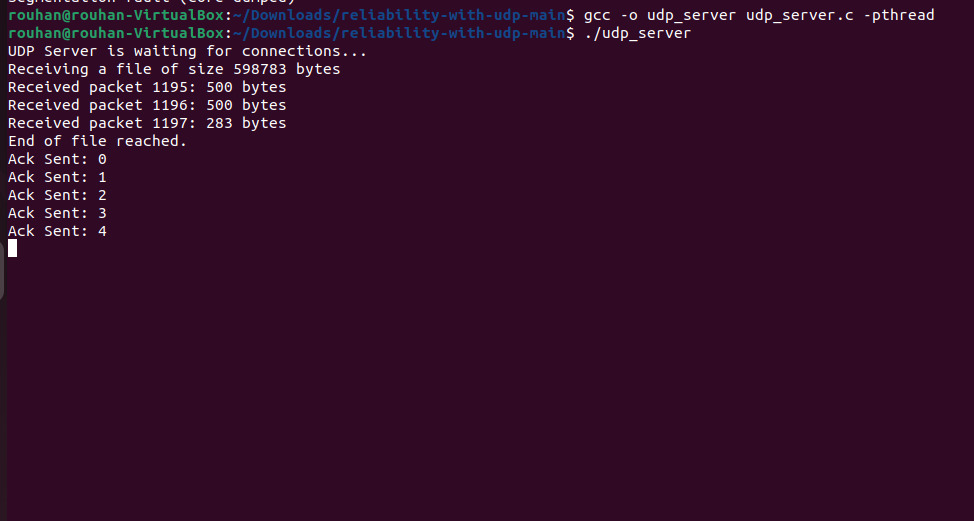 Segmentation fault (core dumped)
rouhan@rouhan-VirtualBox:~/Downloads/reliability-with-udp-main$ gcc -o udp_server udp_server.c -pthread
rouhan@rouhan-VirtualBox:~/Downloads/reliability-with-udp-main$ ./udp_server
UDP Server is waiting for connections...
Receiving a file of size 598783 bytes
Received packet 1195: 500 bytes
Received packet 1196: 500 bytes
Received packet 1197: 283 bytes
End of file reached.
Ack Sent: 0
Ack Sent: 1
Ack Sent: 2
Ack Sent: 3
Ack Sent: 4